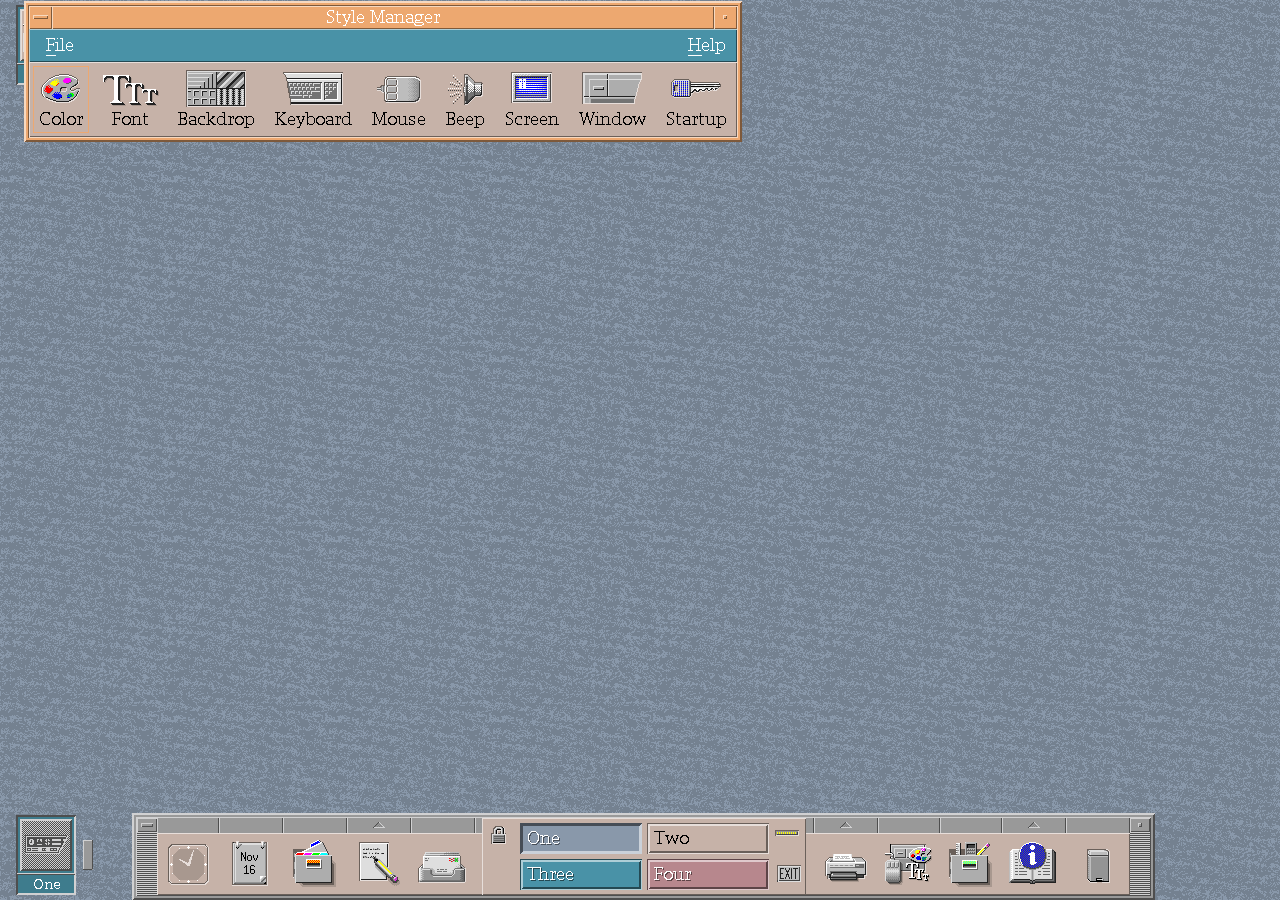 Style Manager
File Help
Color Font Backdrop Keyboard Mouse Beep Screen Window Startup
One Two
Nov
16
Three Four EXIT
One